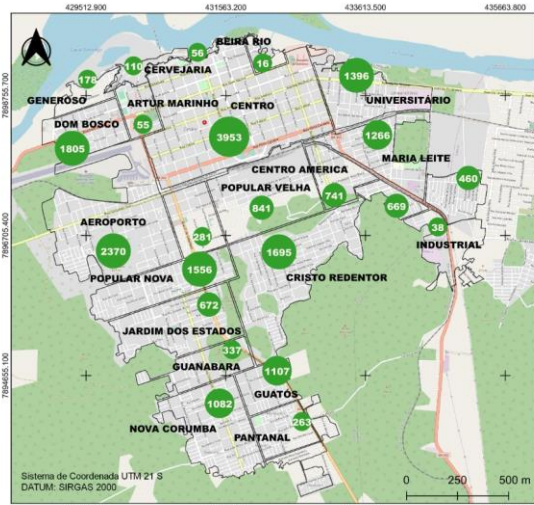 429512.900 431563.200 433613.500 435663.800
7898755.700
7896705.400
7894655.100
BEIRA RIO
56
110
16
CERVEJARIA
178
1396
GENEROSO
ARTUR MARINHO
CENTRO
UNIVERSITÁRIO
DOM BOSCO
55
3953
1266
1805
MARIA LEITE
CENTRO AMERICA
460
POPULAR VELHA
741
841
669
AEROPORTO
38
281
INDUSTRIAL
2370
1695
1556
POPULAR NOVA
CRISTO REDENTOR
672
JARDIM DOS ESTADOS
337
GUANABARA
1107
GUATÓS
1082
NOVA CORUMBA
263
PANTANAL
Sistema de Coordenada UTM 21 S
DATUM: SIRGAS 2000
0 250 500 m